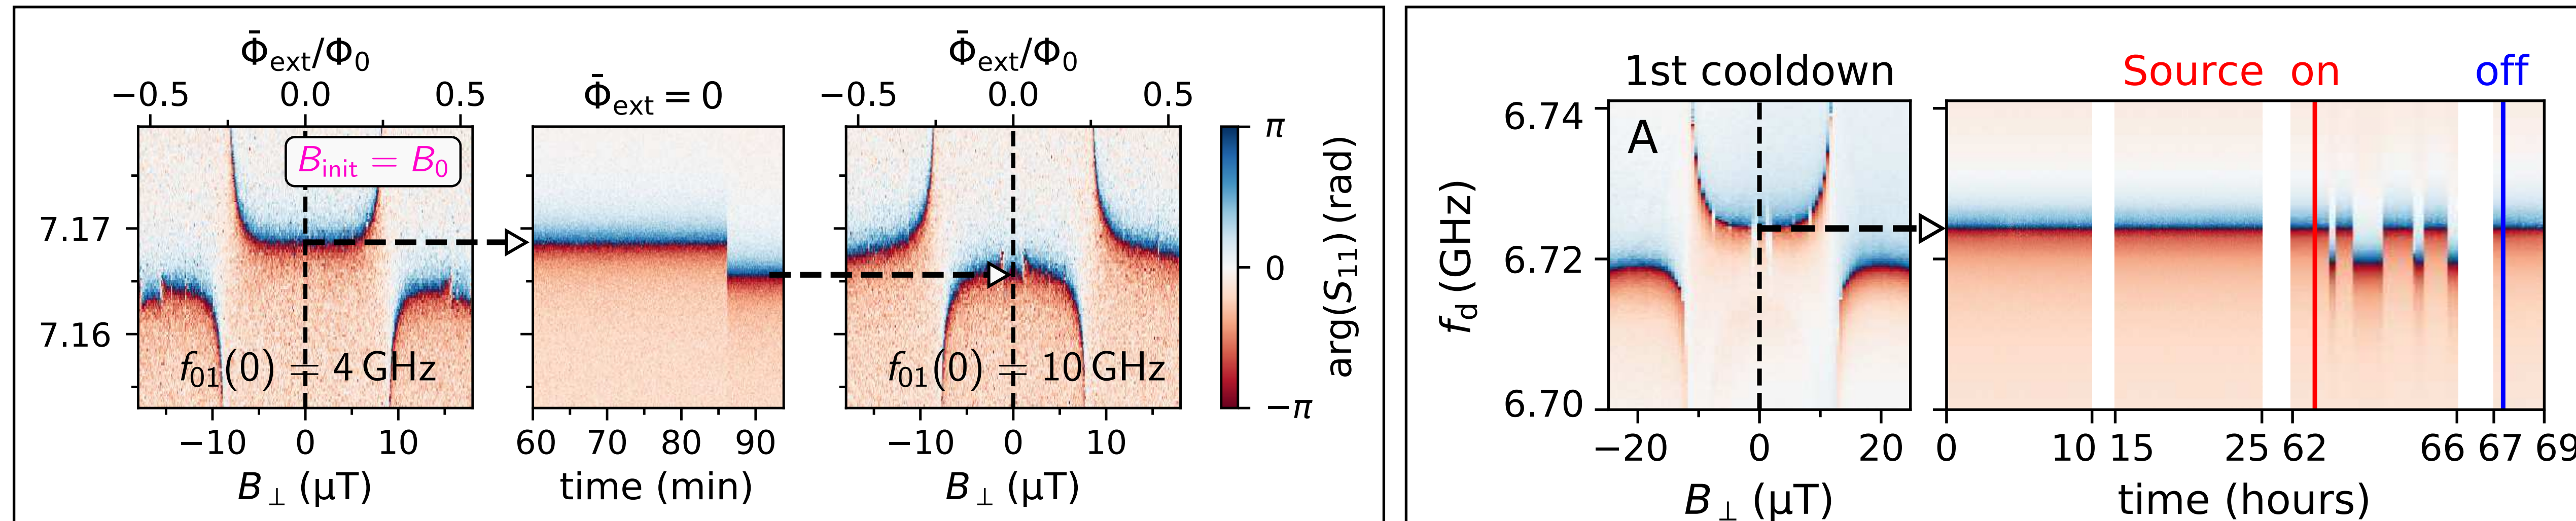 Φ̄ext/Φ0
−0.5 0.0 0.5
Binit = B0
7.17
7.16
f01(0) = 4 GHz
−10 0 10
B⊥ (μT)
Φ̄ext = 0
60 70 80 90
time (min)
Φ̄ext/Φ0
−0.5 0.0 0.5
f01(0) = 10 GHz
−10 0 10
B⊥ (μT)
π
0
−π
arg(S11) (rad)
1st cooldown
A
6.74
6.72
6.70
fd (GHz)
−20 0 20
B⊥ (μT)
Source on off
0 10 15 25 62 66 67 69
time (hours)